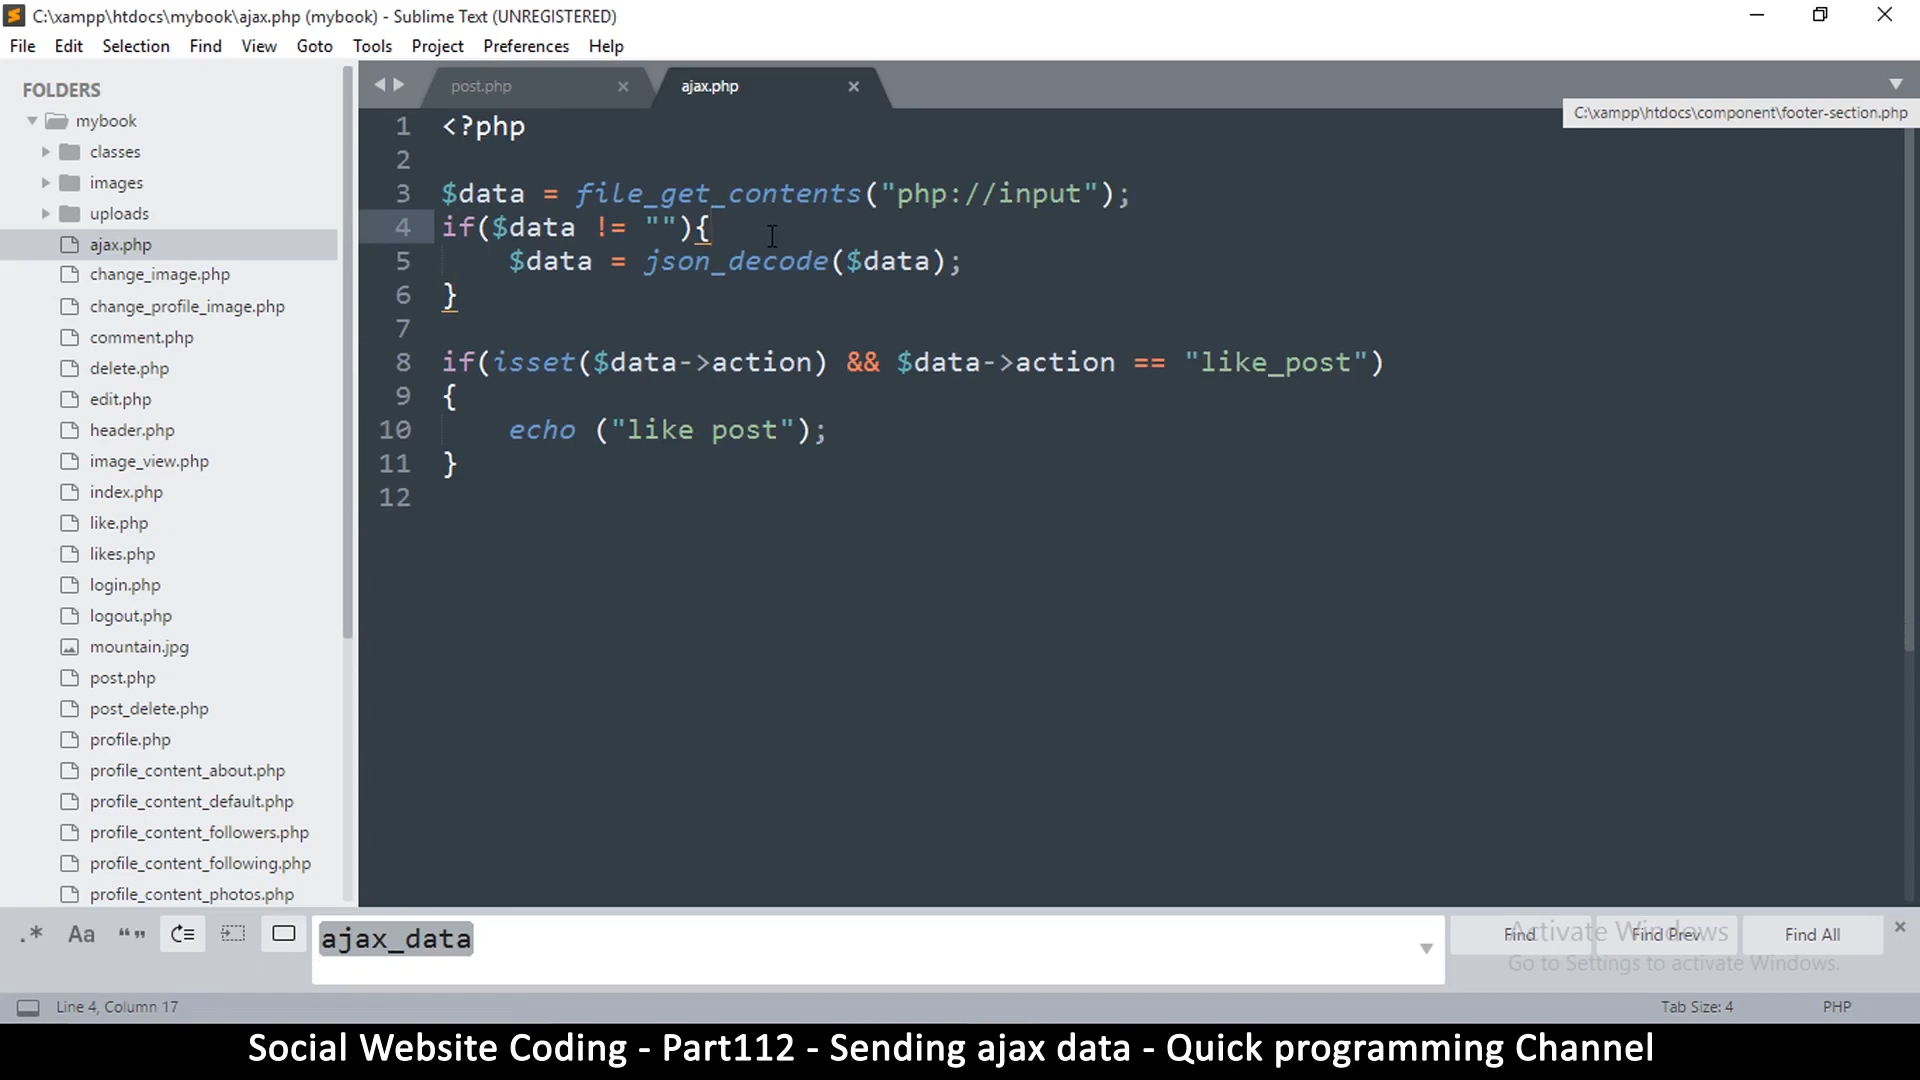 C:\xampp\htdocs\mybook\ajax.php (mybook) - Sublime Text (UNREGISTERED)
File Edit Selection Find View Goto Tools Project Preferences Help
FOLDERS
mybook
classes
images
uploads
ajax.php
change_image.php
change_profile_image.php
comment.php
delete.php
edit.php
header.php
image_view.php
index.php
like.php
likes.php
login.php
logout.php
mountain.jpg
post.php
post_delete.php
profile.php
profile_content_about.php
profile_content_default.php
profile_content_followers.php
profile_content_following.php
profile_content_photos.php
post.php × ajax.php ×
C:\xampp\htdocs\component\footer-section.php
1 <?php
2
3 $data = file_get_contents("php://input");
4 if($data != ""){
5 $data = json_decode($data);
6 }
7
8 if(isset($data->action) && $data->action == "like_post")
9 {
10 echo ("like post");
11 }
12
.* Aa “” ajax_data Find Find Prev Find All
Activate Windows
Go to Settings to activate Windows.
Line 4, Column 17 Tab Size: 4 PHP
Social Website Coding - Part112 - Sending ajax data - Quick programming Channel